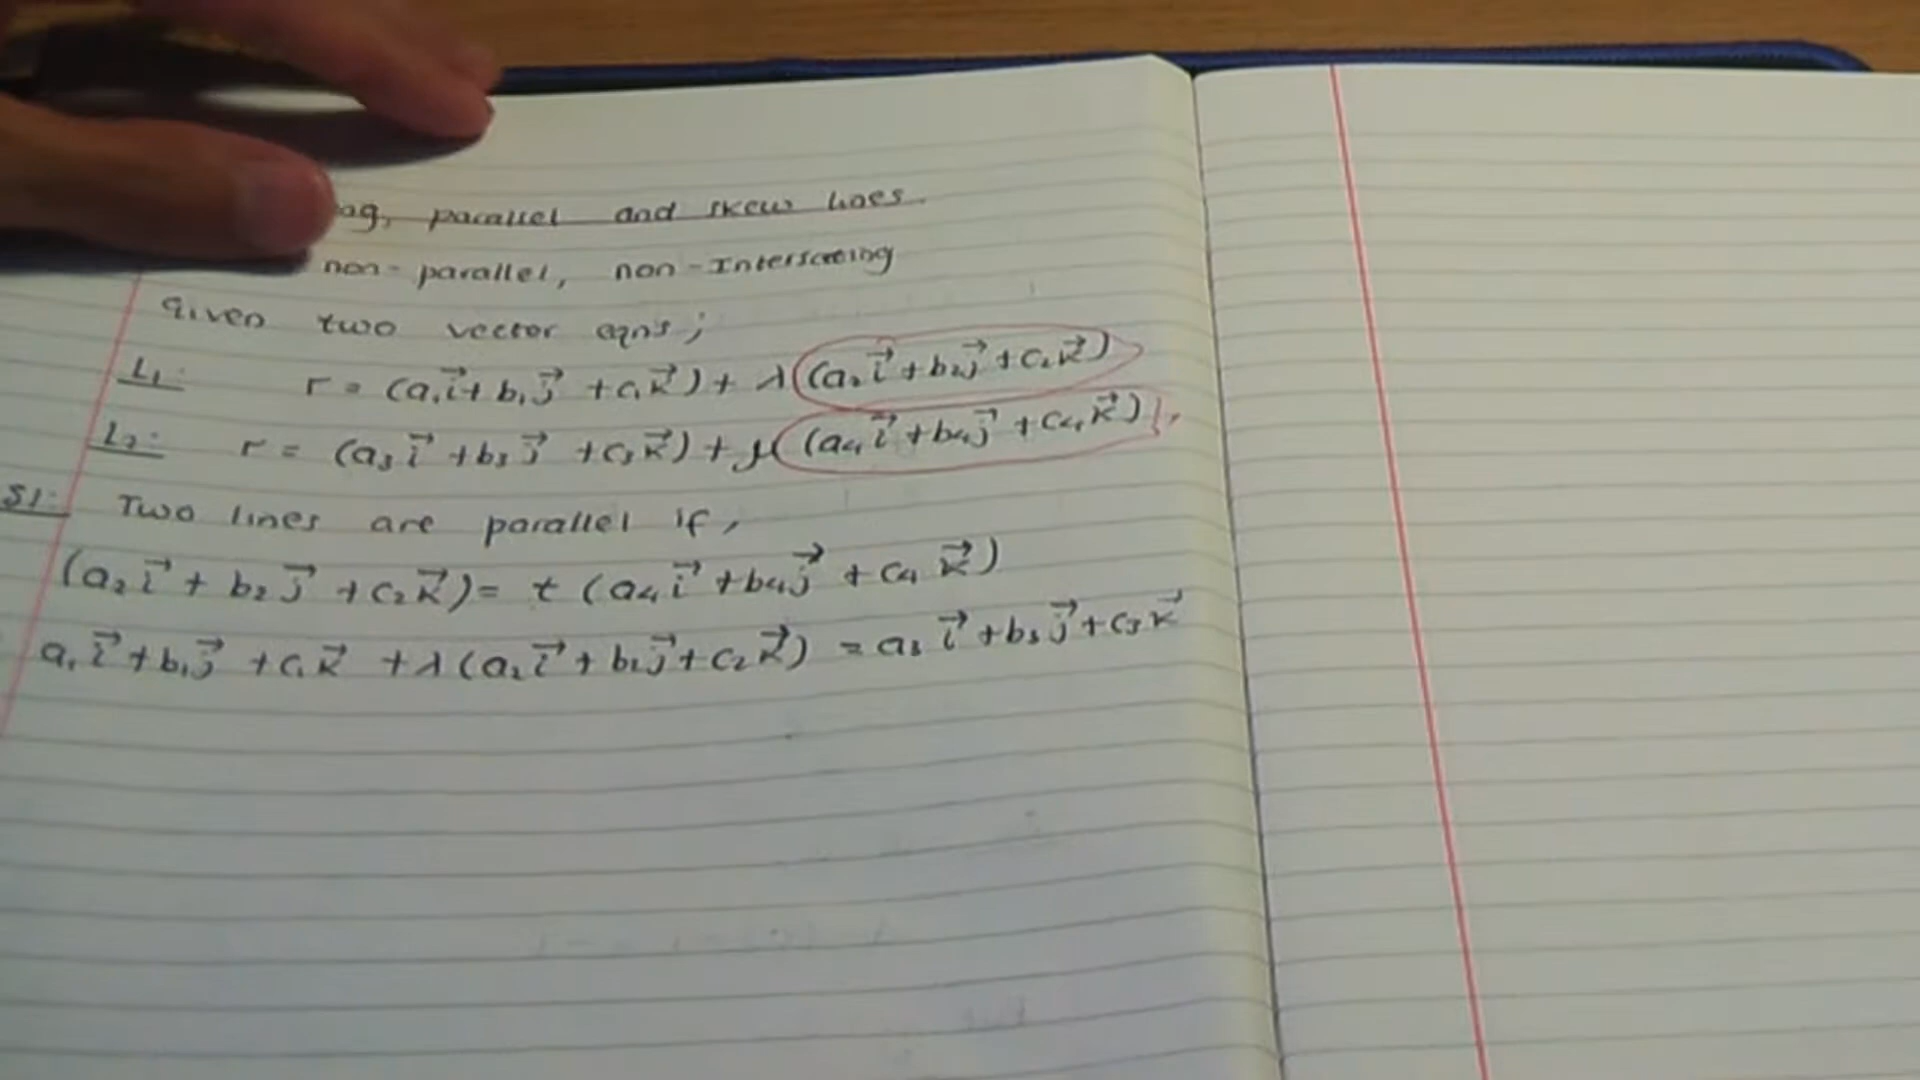 parallel and skew lines.
non-parallel, non-Intersceting
Given two vector eqn's;
L₁: r = (a₁i⃗ + b₁j⃗ + c₁k⃗) + λ(a₂i⃗ + b₂j⃗ + c₂k⃗)
L₂: r = (a₃i⃗ + b₃j⃗ + c₃k⃗) + μ(a₄i⃗ + b₄j⃗ + c₄k⃗)
S1: Two lines are parallel if,
(a₂i⃗ + b₂j⃗ + c₂k⃗) = t (a₄i⃗ + b₄j⃗ + c₄k⃗)
a₁i⃗ + b₁j⃗ + c₁k⃗ + λ(a₂i⃗ + b₂j⃗ + c₂k⃗) = a₃i⃗ + b₃j⃗ + c₃k⃗